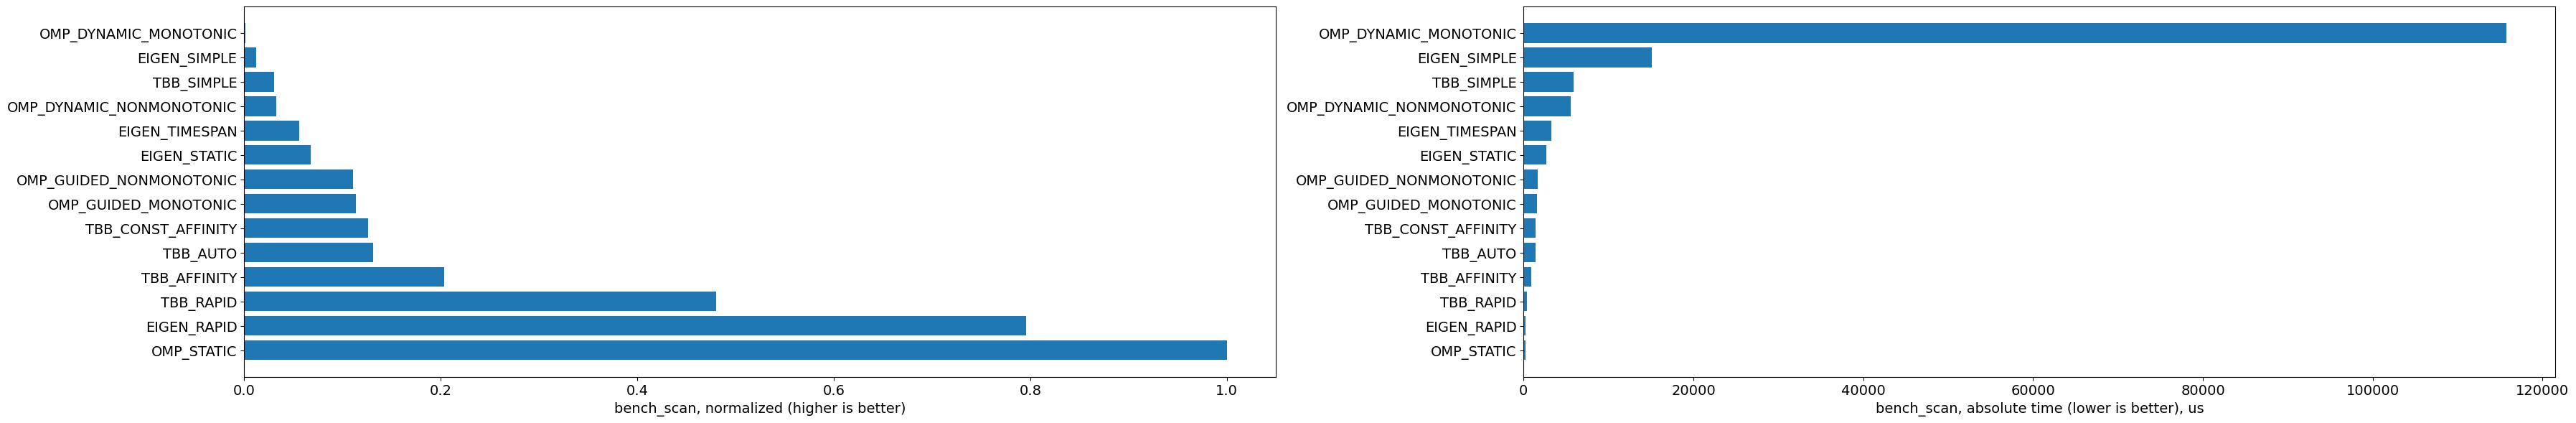 OMP_DYNAMIC_MONOTONIC
EIGEN_SIMPLE
TBB_SIMPLE
OMP_DYNAMIC_NONMONOTONIC
EIGEN_TIMESPAN
EIGEN_STATIC
OMP_GUIDED_NONMONOTONIC
OMP_GUIDED_MONOTONIC
TBB_CONST_AFFINITY
TBB_AUTO
TBB_AFFINITY
TBB_RAPID
EIGEN_RAPID
OMP_STATIC
0.0 0.2 0.4 0.6 0.8 1.0
bench_scan, normalized (higher is better)
OMP_DYNAMIC_MONOTONIC
EIGEN_SIMPLE
TBB_SIMPLE
OMP_DYNAMIC_NONMONOTONIC
EIGEN_TIMESPAN
EIGEN_STATIC
OMP_GUIDED_NONMONOTONIC
OMP_GUIDED_MONOTONIC
TBB_CONST_AFFINITY
TBB_AUTO
TBB_AFFINITY
TBB_RAPID
EIGEN_RAPID
OMP_STATIC
0 20000 40000 60000 80000 100000 120000
bench_scan, absolute time (lower is better), us